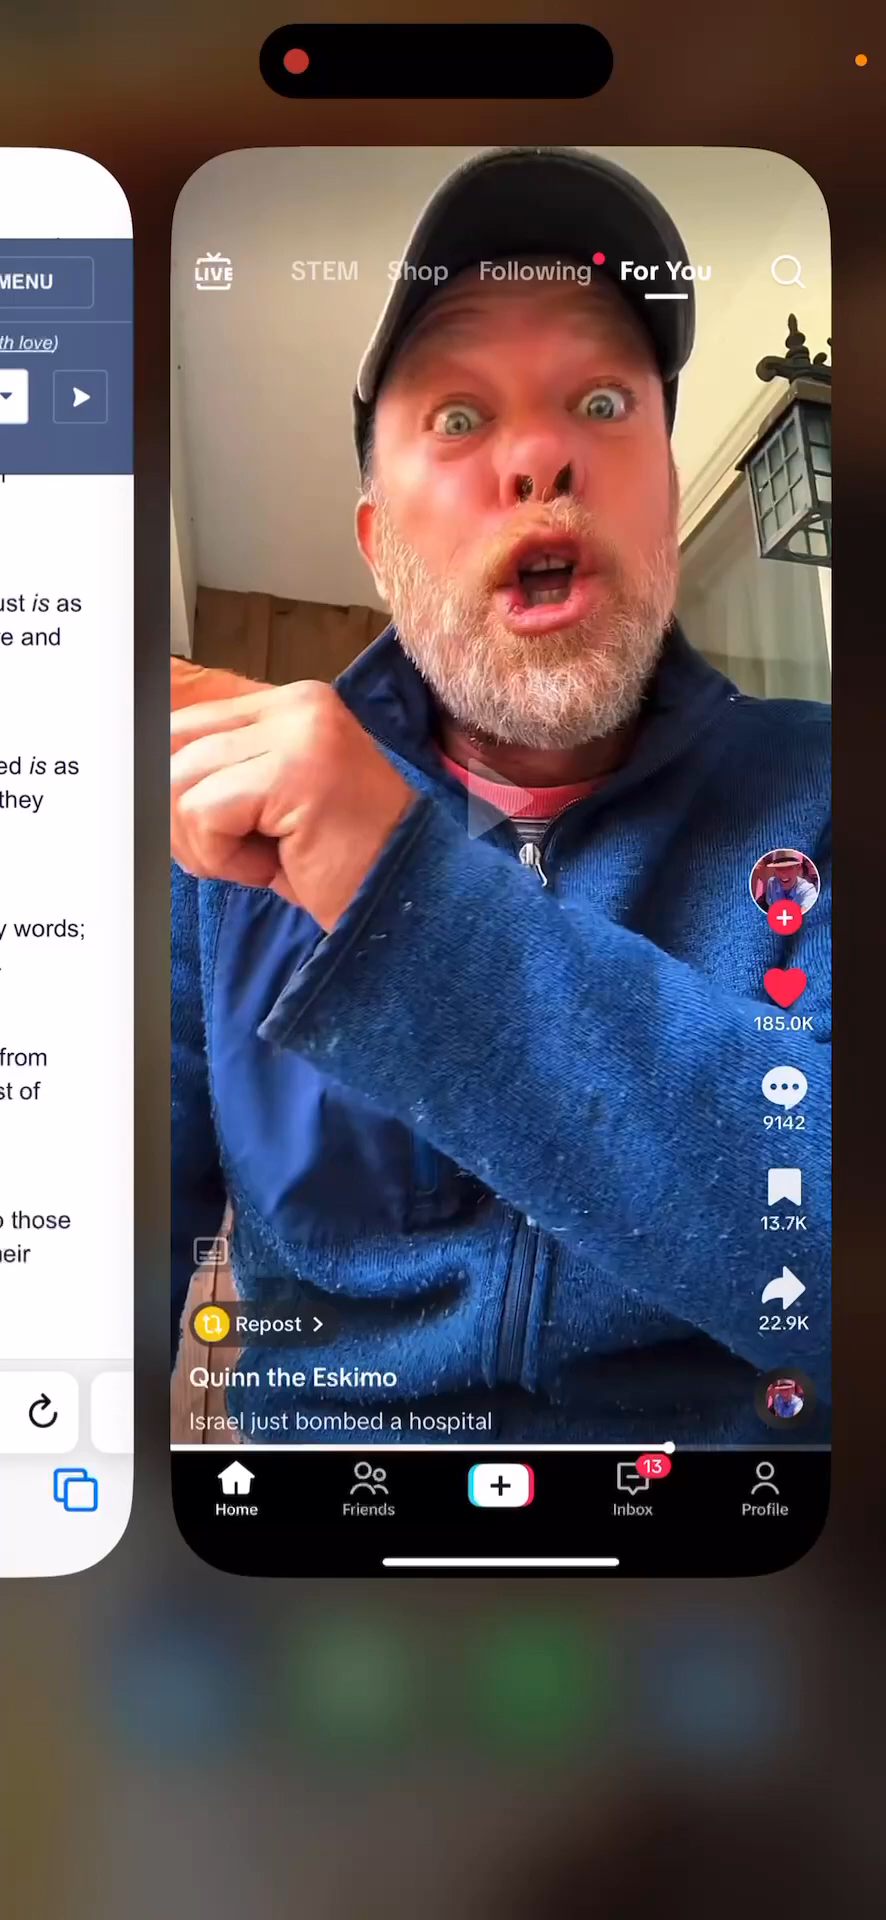 MENU
th love)
ust is as
e and
ed is as
they
y words;
from
st of
o those
eir
LIVE
STEM Shop Following For You
185.0K
9142
13.7K
22.9K
Repost >
Quinn the Eskimo
Israel just bombed a hospital
13
Home Friends Inbox Profile